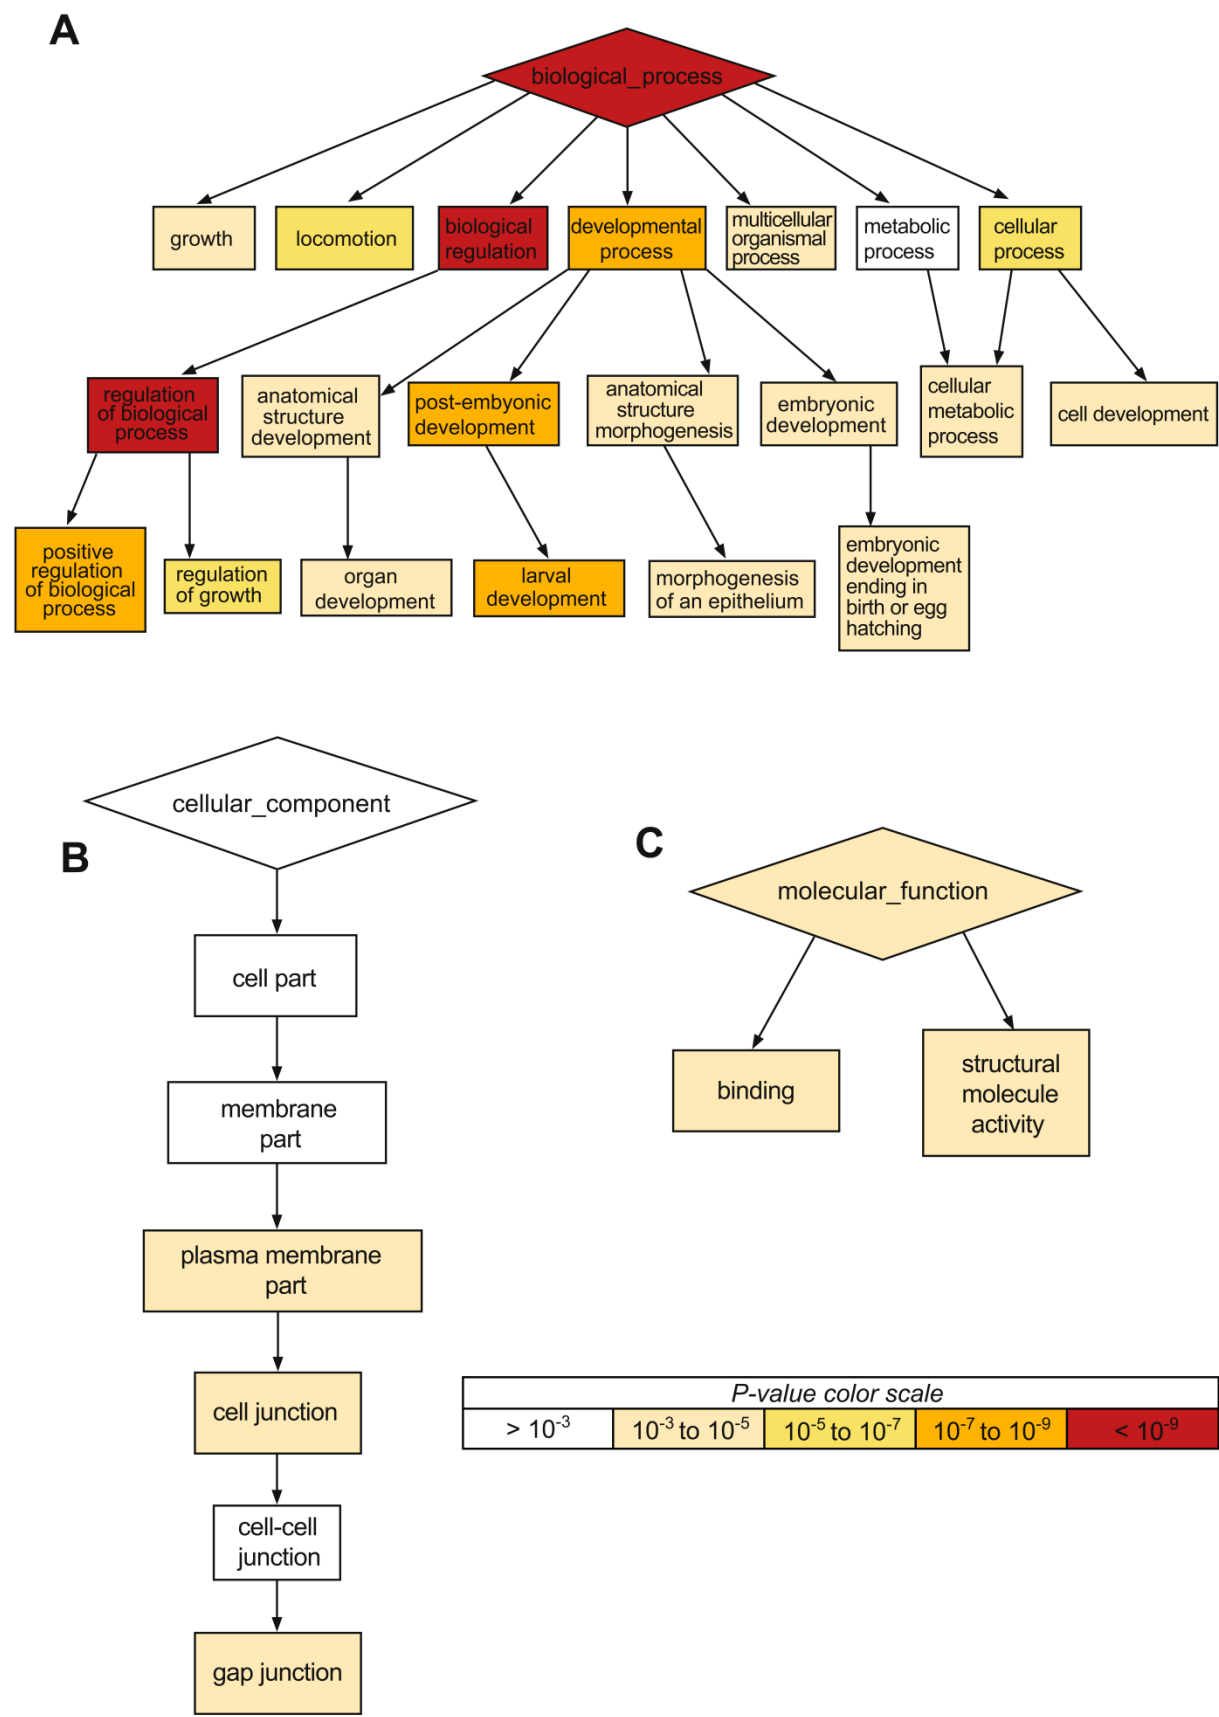 A
biological_process
growth
locomotion
biological
regulation
developmental
process
multicellular
organismal
process
metabolic
process
cellular
process
regulation
of biological
process
anatomical
structure
development
post-embyonic
development
anatomical
structure
morphogenesis
embryonic
development
cellular
metabolic
process
cell development
positive
regulation
of biological
process
regulation
of growth
organ
development
larval
development
morphogenesis
of an epithelium
embryonic
development
ending in
birth or egg
hatching
cellular_component
B
cell part
membrane
part
plasma membrane
part
cell junction
cell-cell
junction
gap junction
C
molecular_function
binding
structural
molecule
activity
P-value color scale
> 10⁻³
10⁻³ to 10⁻⁵
10⁻⁵ to 10⁻⁷
10⁻⁷ to 10⁻⁹
< 10⁻⁹